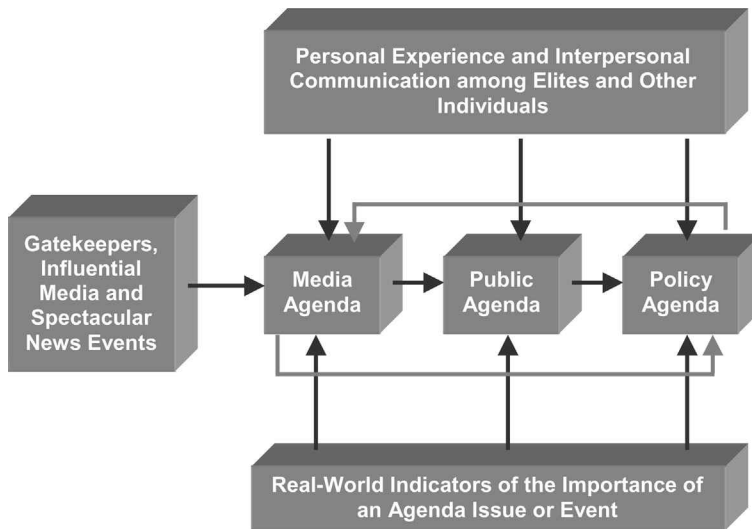 Personal Experience and Interpersonal
Communication among Elites and Other
Individuals
Gatekeepers,
Influential
Media and
Spectacular
News Events
Media
Agenda
Public
Agenda
Policy
Agenda
Real-World Indicators of the Importance of
an Agenda Issue or Event